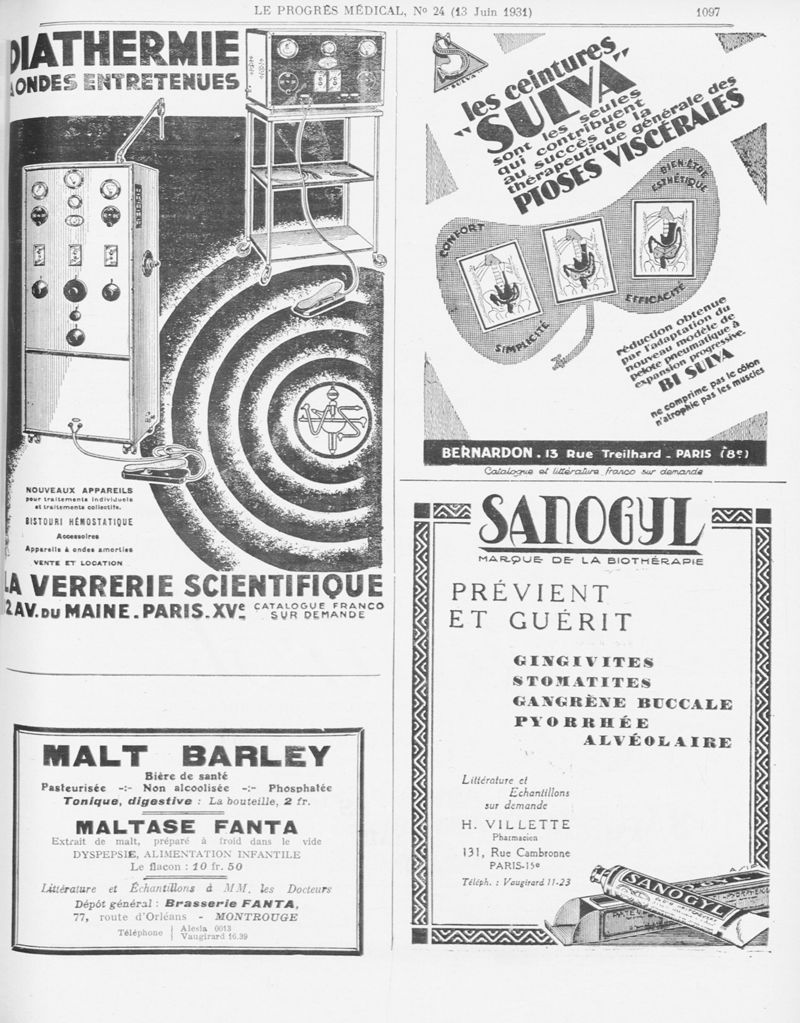 LE PROGRÈS MÉDICAL, No 24 (13 Juin 1931) 1097
DIATHERMIE
A ONDES ENTRETENUES
NOUVEAUX APPAREILS
pour traitements individuels
et traitements collectifs.
BISTOURI HÉMOSTATIQUE
Accessoires
Appareils à ondes amorties
VENTE ET LOCATION
LA VERRERIE SCIENTIFIQUE
2 AV. DU MAINE. PARIS. XVe
CATALOGUE FRANCO
SUR DEMANDE
MALT BARLEY
Bière de santé
Pasteurisée -:- Non alcoolisée -:- Phosphatée
Tonique, digestive : La bouteille, 2 fr.
MALTASE FANTA
Extrait de malt, préparé à froid dans le vide
DYSPEPSIE, ALIMENTATION INFANTILE
Le flacon : 10 fr. 50
Littérature et Échantillons à MM. les Docteurs
Dépôt général : Brasserie FANTA,
77, route d'Orléans - MONTROUGE
Téléphone { Alesia 0013
Vaugirard 16.39
S
"SULVA"
les ceintures
"SULVA"
sont les seules
qui contribuent
au succès de la
thérapeutique générale des
PTOSES VISCÉRALES
CONFORT
BIEN-ÊTRE
ESTHÉTIQUE
SIMPLICITÉ
EFFICACITÉ
réduction obtenue
par l'adaptation du
nouveau modèle de
pelote pneumatique à
expansion progressive.
BI SULVA
ne comprime pas le côlon
n'atrophie pas les muscles
BERNARDON . 13 Rue Treilhard - PARIS (8e)
Catalogue et littérature franco sur demande
SANOGYL
MARQUE DE LA BIOTHÉRAPIE
PRÉVIENT
ET GUÉRIT
GINGIVITES
STOMATITES
GANGRÈNE BUCCALE
PYORRHÉE
ALVÉOLAIRE
Littérature et
Echantillons
sur demande
H. VILLETTE
Pharmacien
131, Rue Cambronne
PARIS-15e
Téléph. : Vaugirard 11-23
SANOGYL